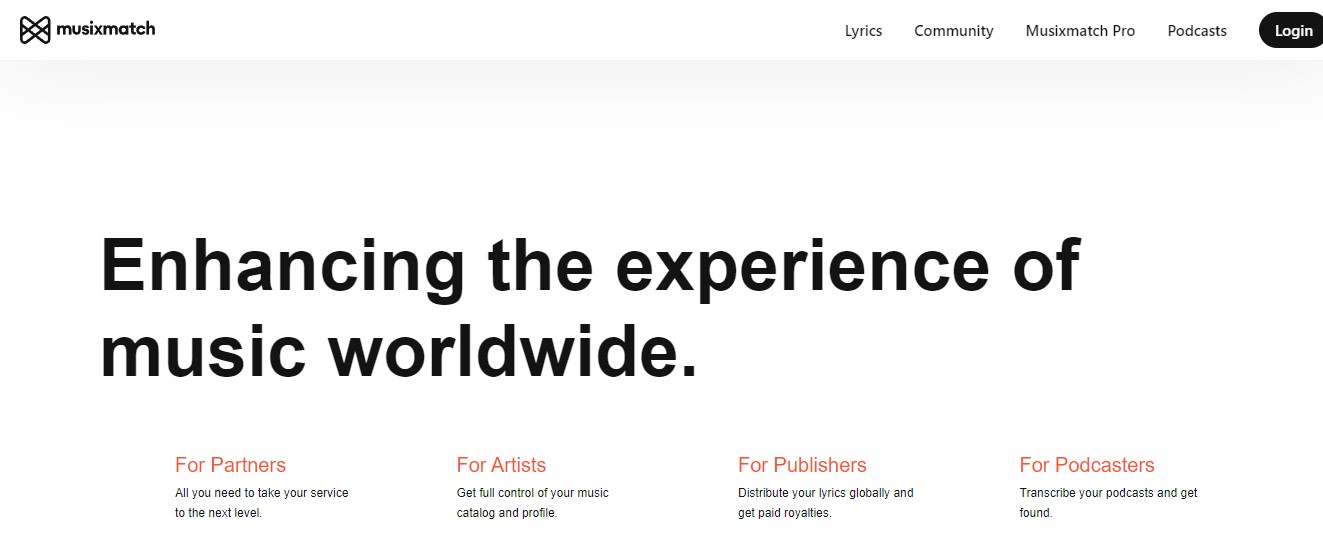 musixmatch
Lyrics Community Musixmatch Pro Podcasts Login
Enhancing the experience of
music worldwide.
For Partners
All you need to take your service
to the next level.
For Artists
Get full control of your music
catalog and profile.
For Publishers
Distribute your lyrics globally and
get paid royalties.
For Podcasters
Transcribe your podcasts and get
found.